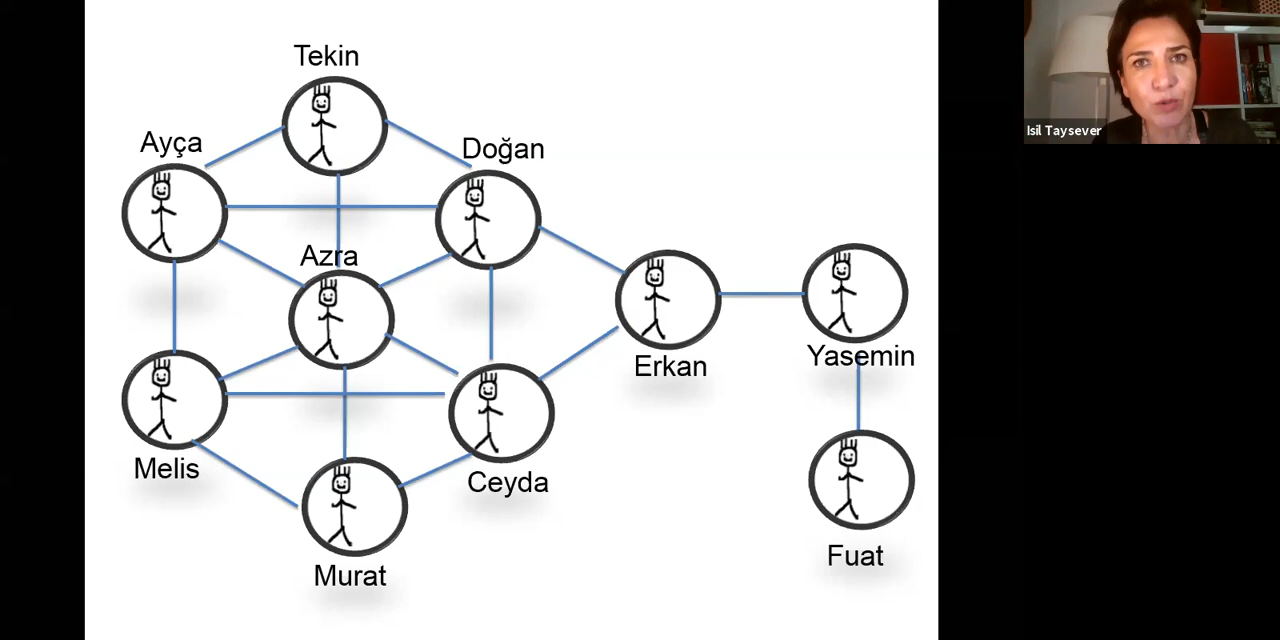 Tekin
Isil Taysever
Ayça
Doğan
Azra
Yasemin
Erkan
Melis
Ceyda
Fuat
Murat